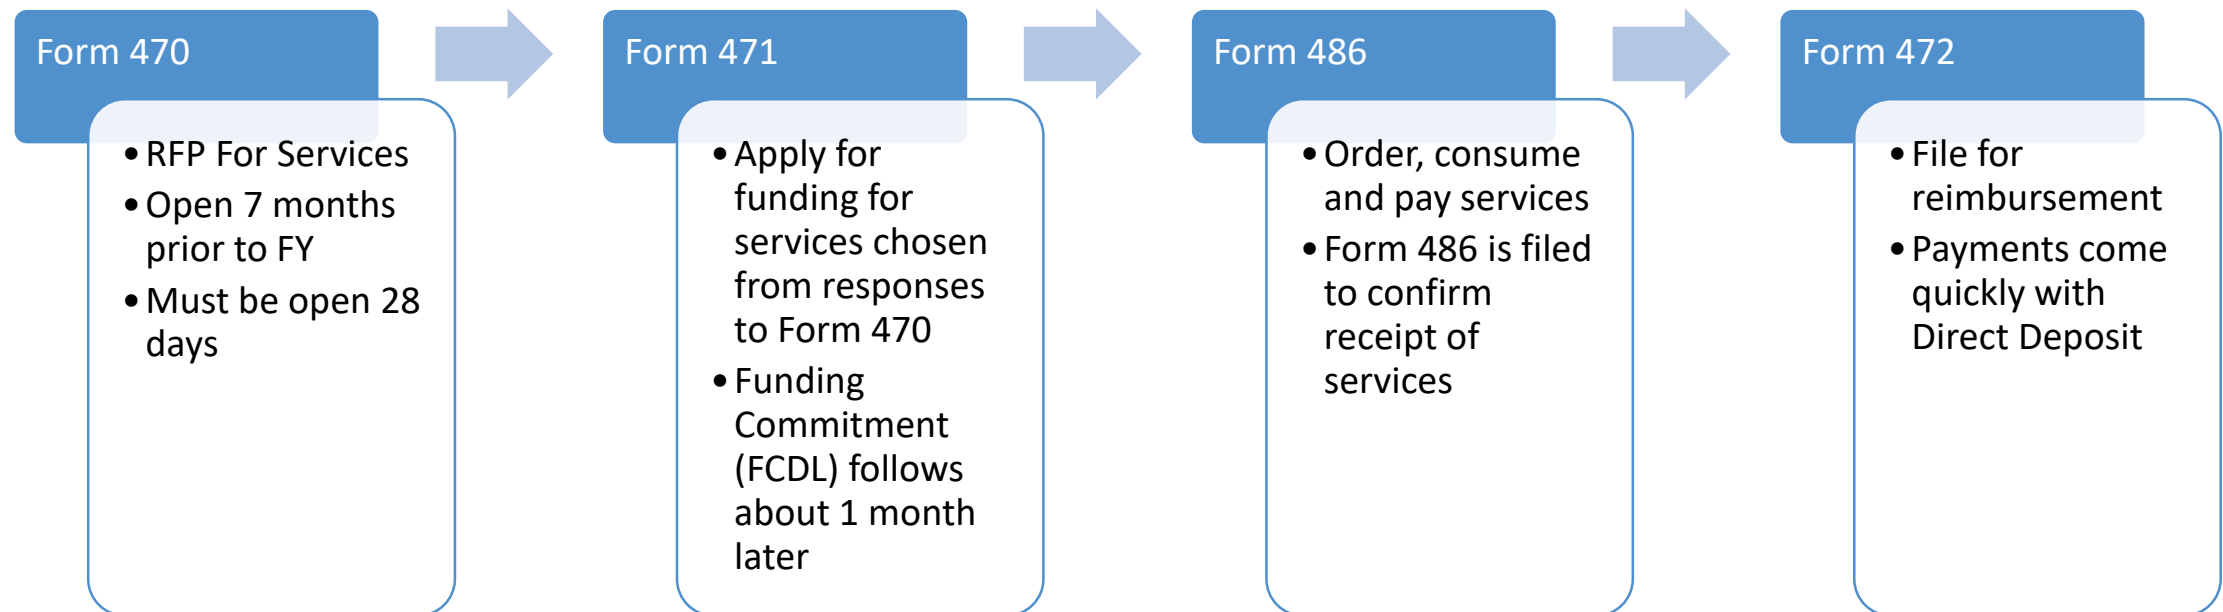 Form 470
• RFP For Services
• Open 7 months
prior to FY
• Must be open 28
days
Form 471
• Apply for
funding for
services chosen
from responses
to Form 470
• Funding
Commitment
(FCDL) follows
about 1 month
later
Form 486
• Order, consume
and pay services
• Form 486 is filed
to confirm
receipt of
services
Form 472
• File for
reimbursement
• Payments come
quickly with
Direct Deposit